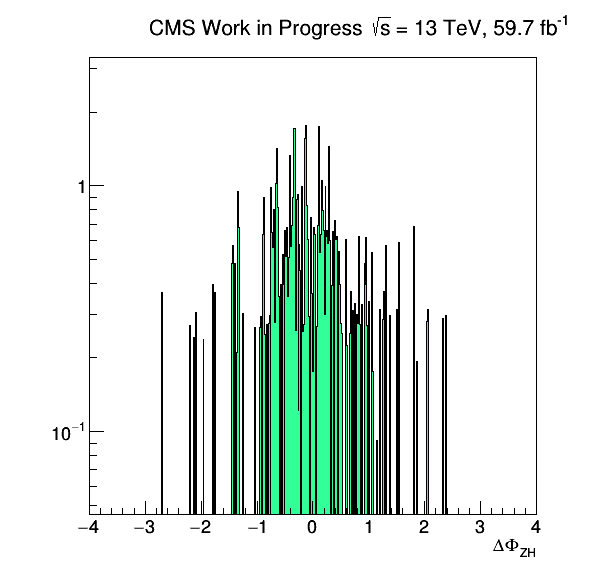 CMS Work in Progress √s = 13 TeV, 59.7 fb⁻¹
1
10⁻¹
−4 −3 −2 −1 0 1 2 3 4
ΔΦ_ZH